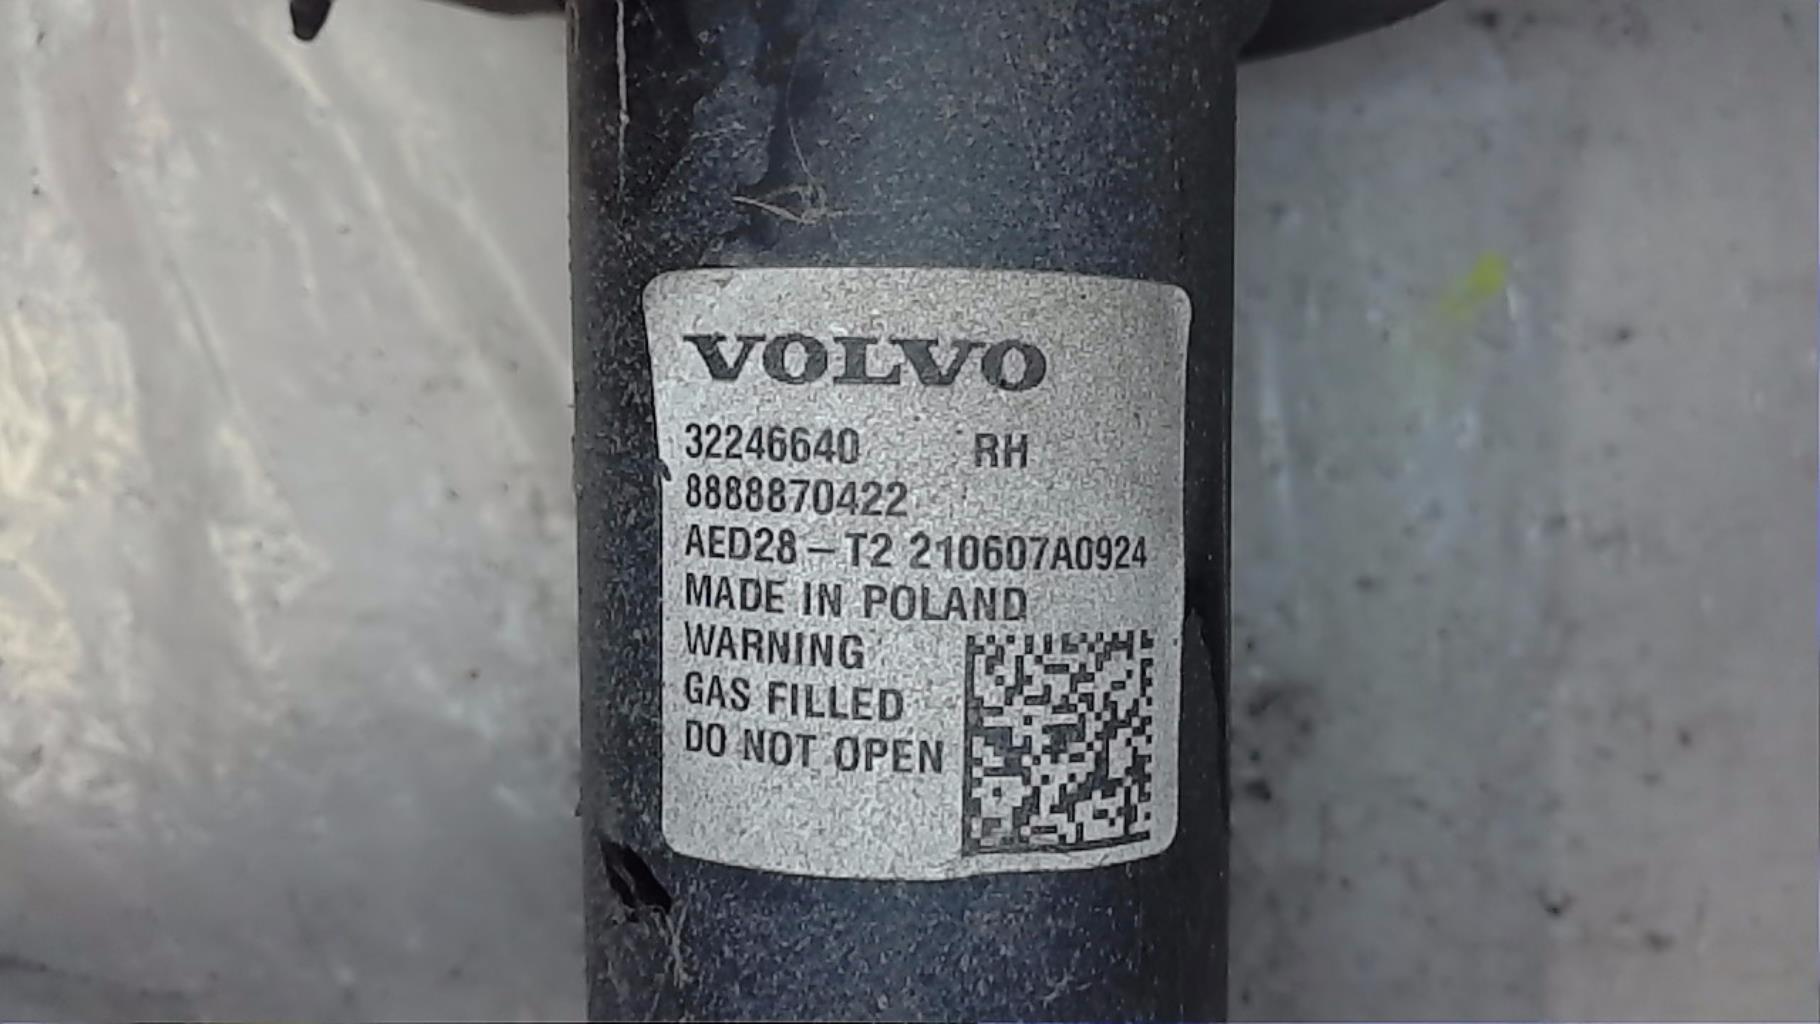 VOLVO
32246640 RH
8888870422
AED28-T2 210607A0924
MADE IN POLAND
WARNING
GAS FILLED
DO NOT OPEN